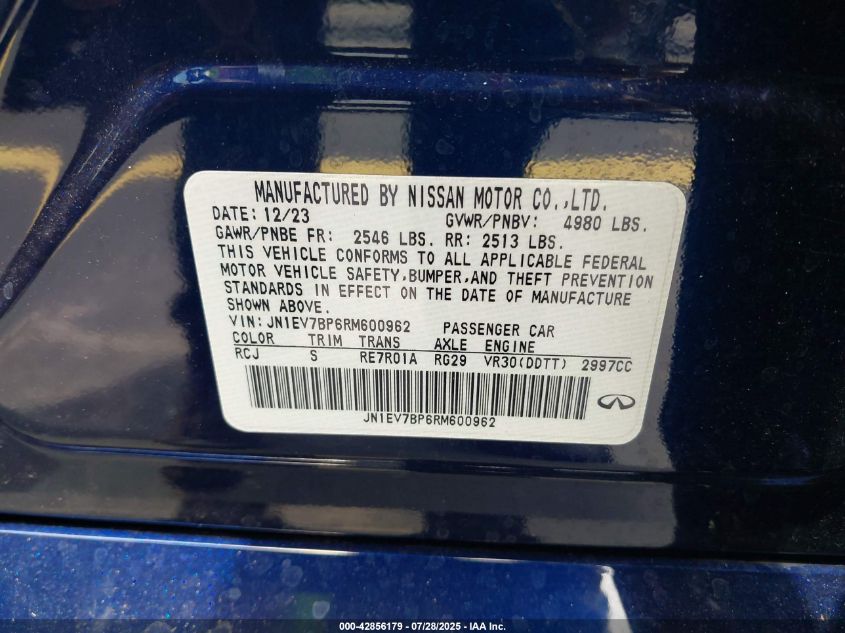 MANUFACTURED BY NISSAN MOTOR CO.,LTD.
DATE: 12/23 GVWR/PNBV: 4980 LBS.
GAWR/PNBE FR: 2546 LBS. RR: 2513 LBS.
THIS VEHICLE CONFORMS TO ALL APPLICABLE FEDERAL
MOTOR VEHICLE SAFETY,BUMPER,AND THEFT PREVENTION
STANDARDS IN EFFECT ON THE DATE OF MANUFACTURE
SHOWN ABOVE.
VIN: JN1EV7BP6RM600962 PASSENGER CAR
COLOR TRIM TRANS AXLE ENGINE
RCJ S RE7R01A RG29 VR30(DDTT) 2997CC
JN1EV7BP6RM600962
000-42856179 | 07/28/2025 | IAA Inc.